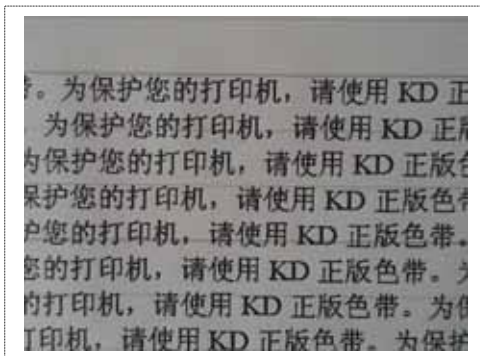 。为保护您的打印机，请使用 KD 正
为保护您的打印机，请使用 KD 正
为保护您的打印机，请使用 KD 正版色
保护您的打印机，请使用 KD 正版色
护您的打印机，请使用 KD 正版色带。
您的打印机，请使用 KD 正版色带。
的打印机，请使用 KD 正版色带。为
打印机，请使用 KD 正版色带。为保护